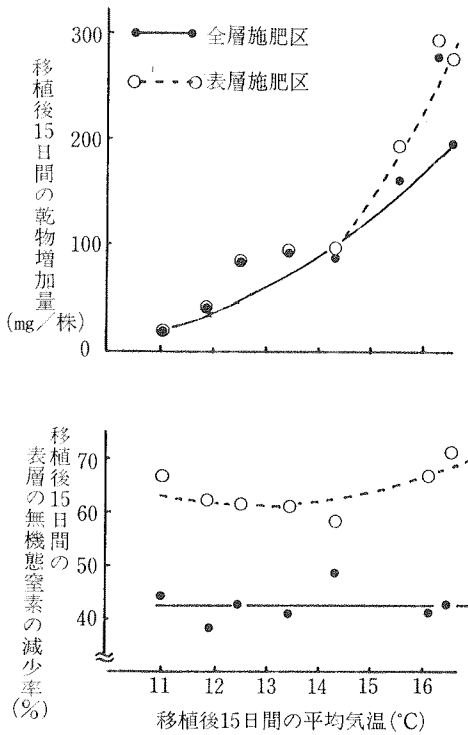 全層施肥区
表層施肥区
移植後15日間の乾物増加量
(mg/株)
300
200
100
0
移植後15日間の
表層の無機態窒素の減少率
(%)
70
60
50
40
11 12 13 14 15 16
移植後15日間の平均気温(℃)